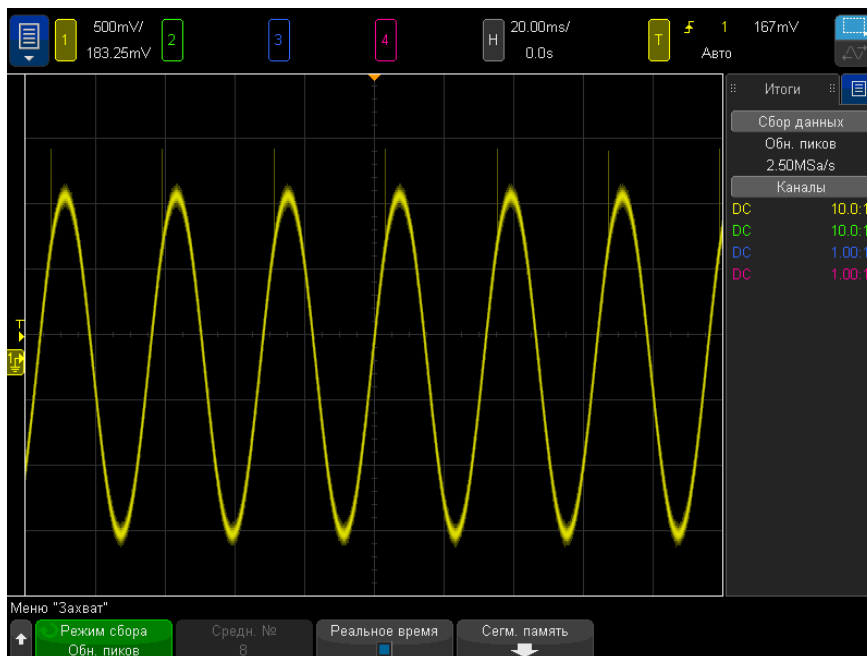 1 500mV/ 2 3 4 H 20.00ms/ T 1 167mV
183.25mV 0.0s Авто
Итоги
Сбор данных
Обн. пиков
2.50MSa/s
Каналы
DC 10.0:1
DC 10.0:1
DC 1.00:1
DC 1.00:1
T
1
Меню "Захват"
Режим сбора Средн. № Реальное время Сегм. память
Обн. пиков 8